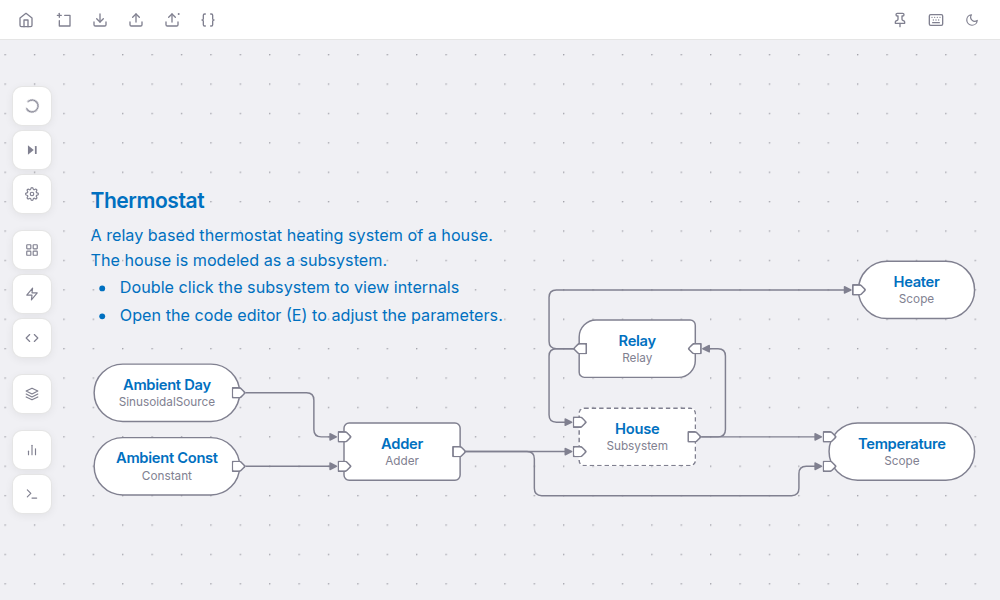 Thermostat
A relay based thermostat heating system of a house.
The house is modeled as a subsystem.
• Double click the subsystem to view internals
• Open the code editor (E) to adjust the parameters.
Heater
Scope
Relay
Relay
Ambient Day
SinusoidalSource
House
Subsystem
Adder
Adder
Temperature
Scope
Ambient Const
Constant